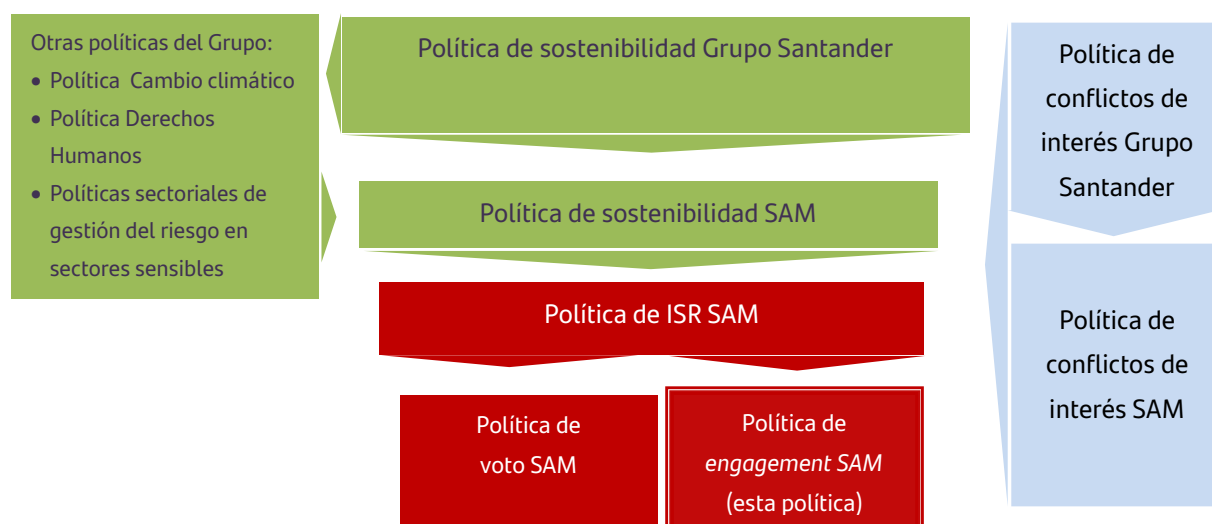 Otras políticas del Grupo:
• Política Cambio climático
• Política Derechos
Humanos
• Políticas sectoriales de
gestión del riesgo en
sectores sensibles
Política de sostenibilidad Grupo Santander
Política de sostenibilidad SAM
Política de ISR SAM
Política de
voto SAM
Política de
engagement SAM
(esta política)
Política de
conflictos de
interés Grupo
Santander
Política de
conflictos de
interés SAM